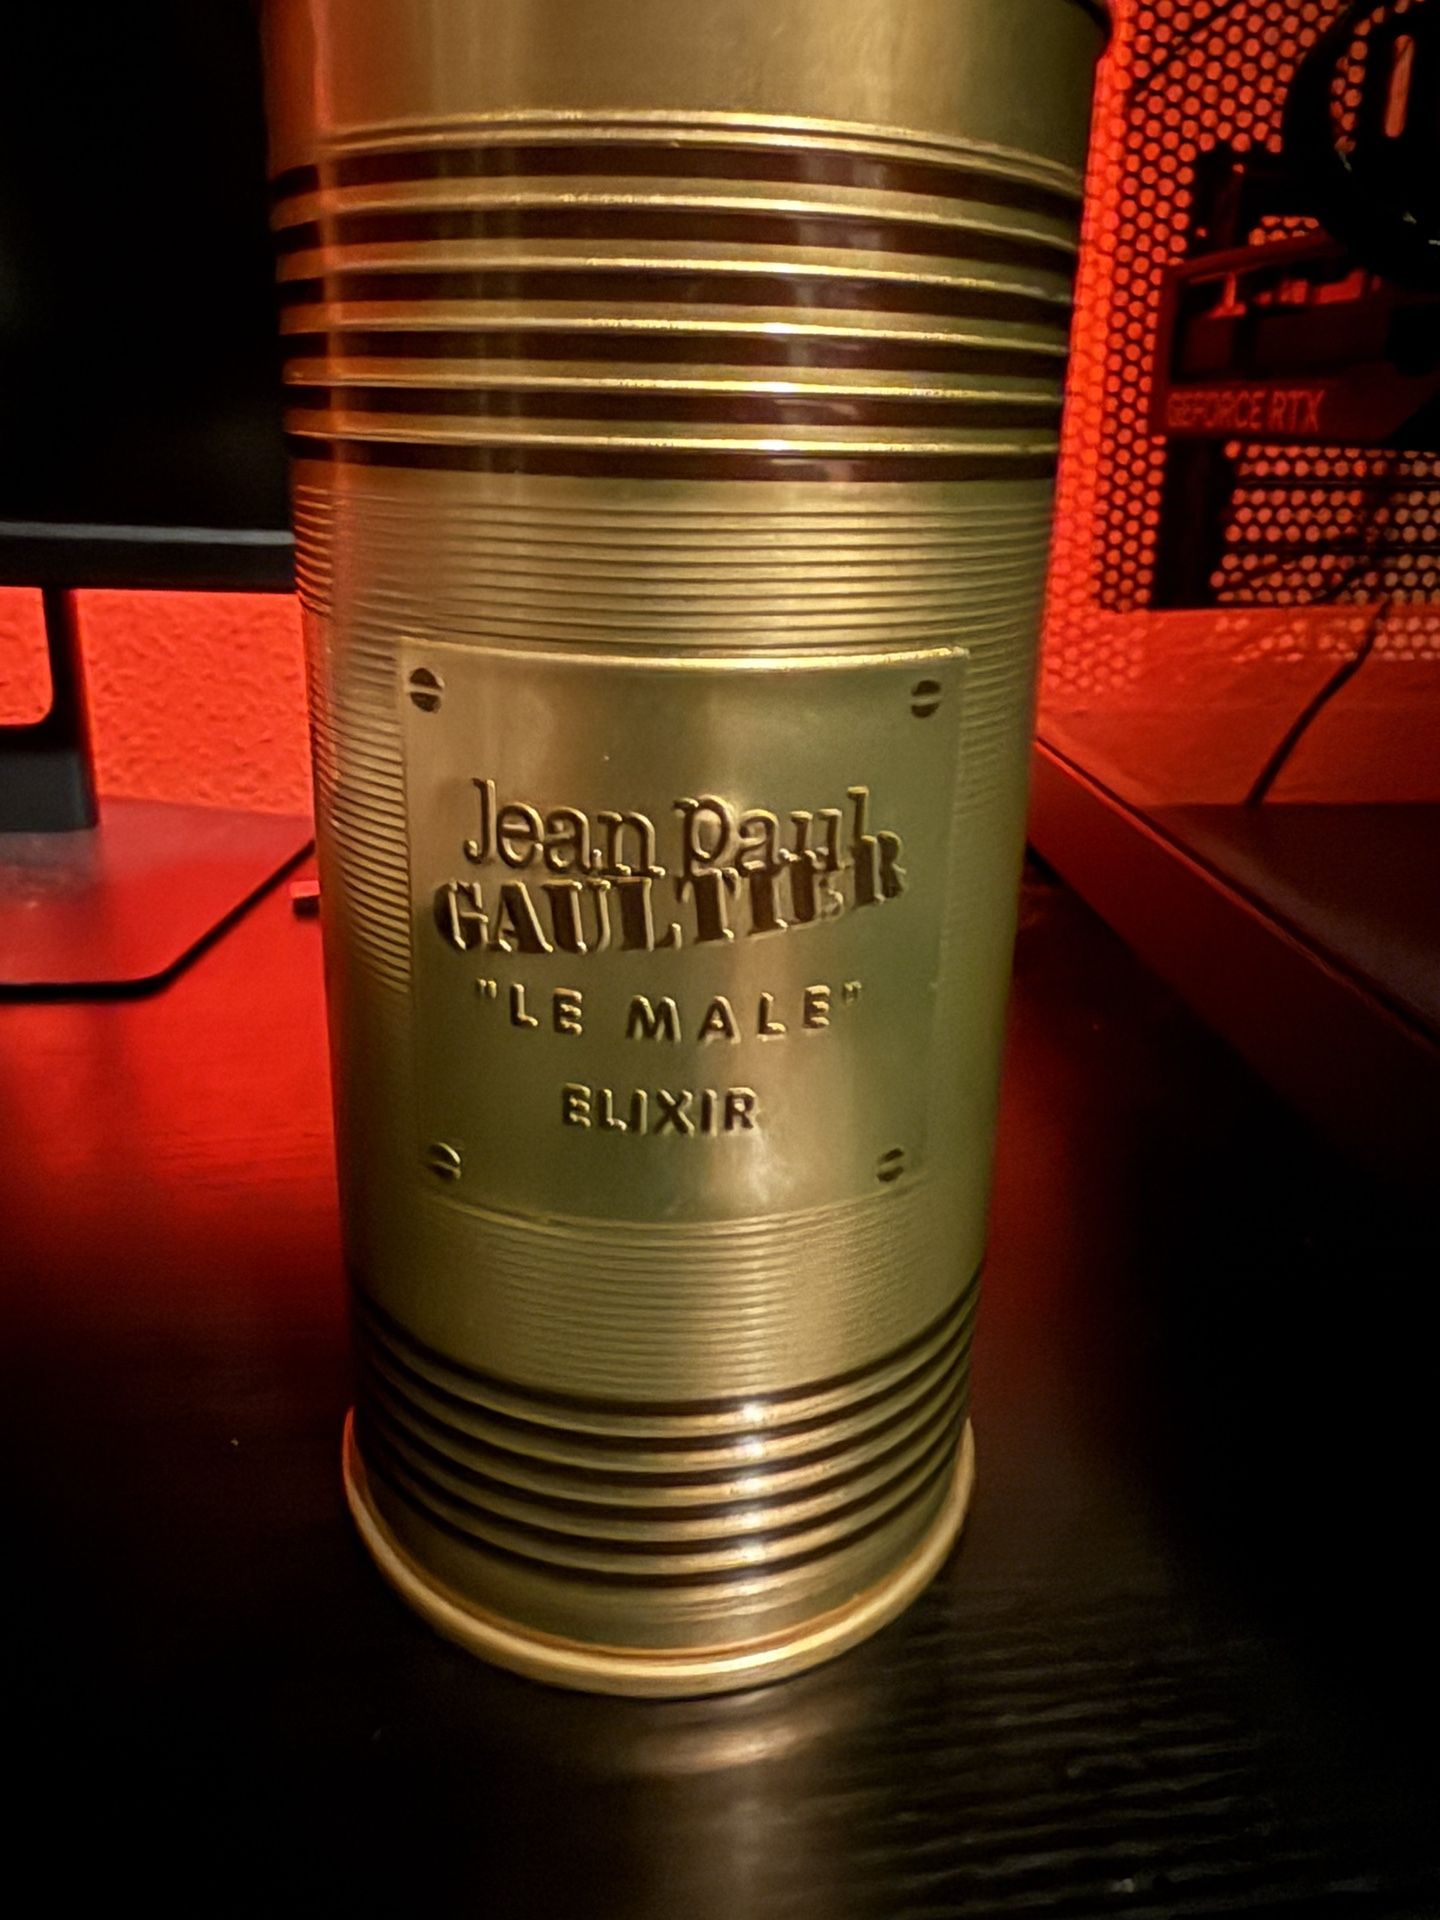 GEFORCE RTX
Jean Paul
GAULTIER
"LE MALE"
ELIXIR